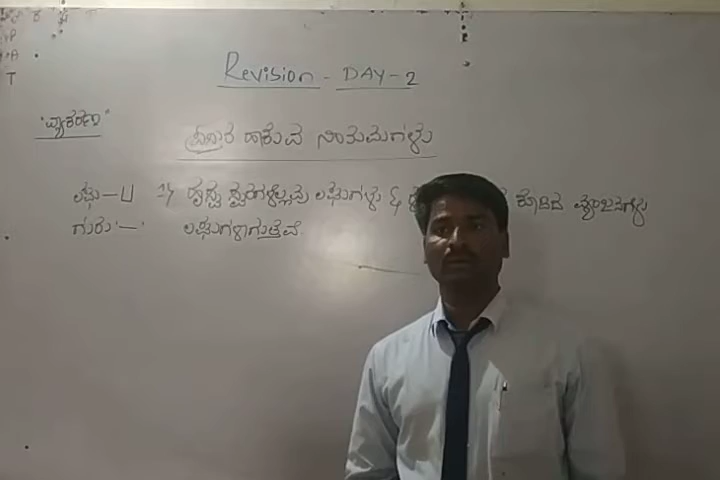 Revision - DAY - 2
"ವ್ಯಾಕರಣ"
ಪ್ರಸ್ತಾರ ಹಾಕುವ ನಿಯಮಗಳು
ಲಘು - U 1) ಹ್ರಸ್ವ ಸ್ವರಗಳೆಲ್ಲವು ಲಘುಗಳು & ಕೂಡಿದ ವ್ಯಂಜನಗಳು
ಗುರು '—' ಲಘುಗಳಾಗುತ್ತವೆ.